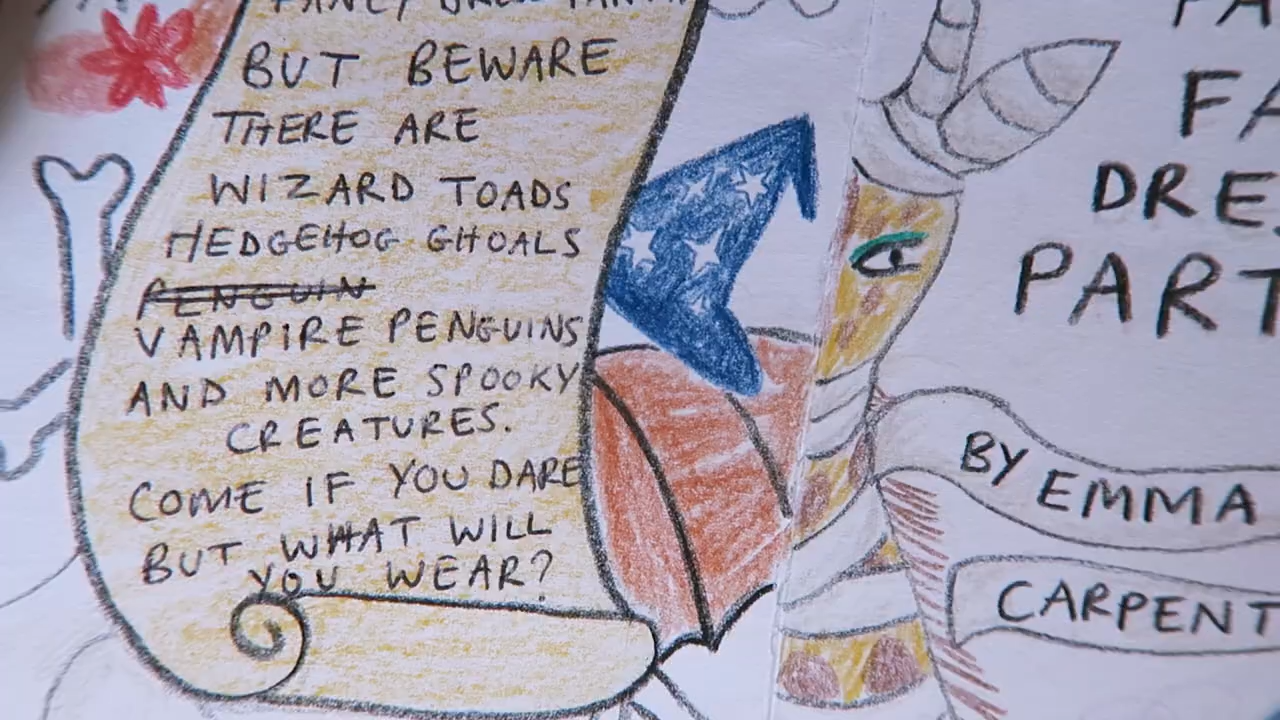 BUT BEWARE
THERE ARE
WIZARD TOADS
HEDGEHOG GHOALS
PENGUIN
VAMPIRE PENGUINS
AND MORE SPOOKY
CREATURES.
COME IF YOU DARE
BUT WHAT WILL
YOU WEAR?
FA
DRE
PART
BY EMMA
CARPENT